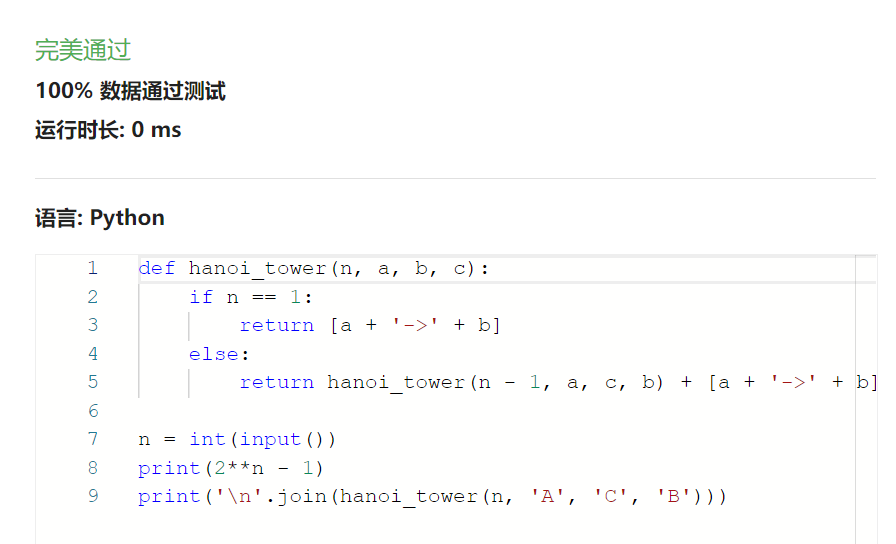 完美通过
100% 数据通过测试
运行时长: 0 ms
语言: Python
1 def hanoi_tower(n, a, b, c):
2     if n == 1:
3         return [a + '->' + b]
4     else:
5         return hanoi_tower(n - 1, a, c, b) + [a + '->' + b]
6
7 n = int(input())
8 print(2**n - 1)
9 print('\n'.join(hanoi_tower(n, 'A', 'C', 'B')))